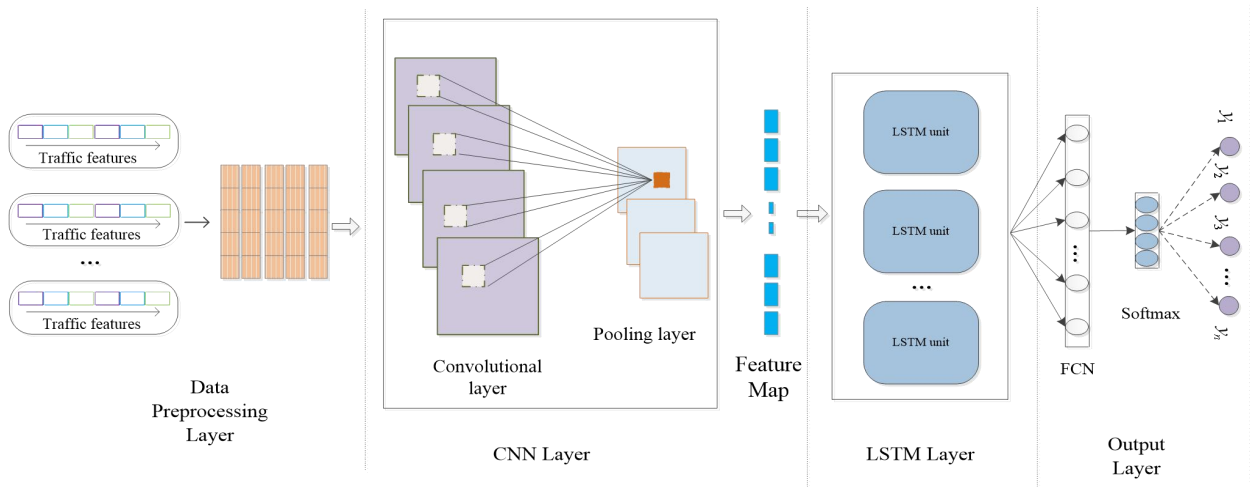 Traffic features
Traffic features
...
Traffic features
Data
Preprocessing
Layer
Convolutional
layer
Pooling layer
CNN Layer
Feature
Map
LSTM unit
LSTM unit
...
LSTM unit
LSTM Layer
...
FCN
Softmax
y1
y2
y3
...
yn
Output
Layer